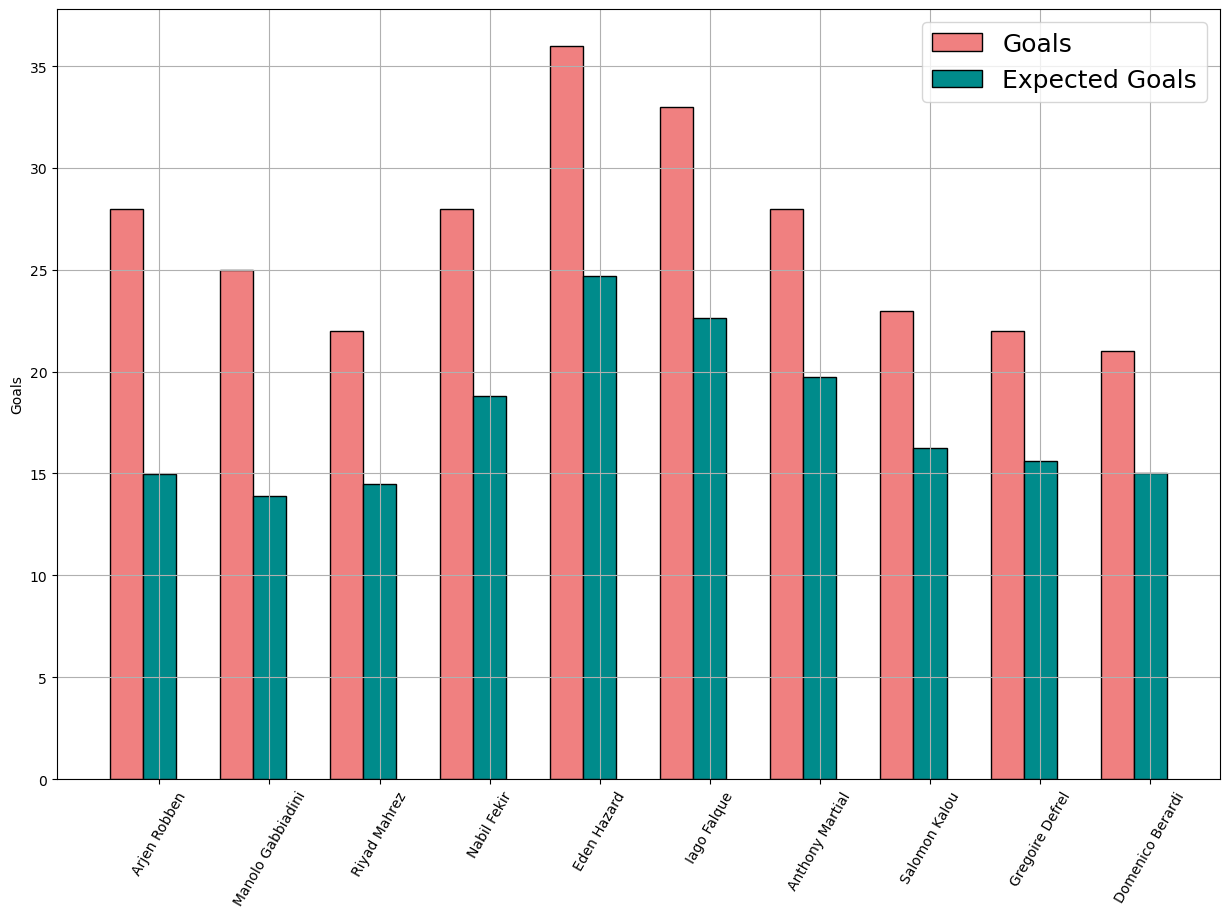 Goals
Expected Goals
35
30
25
20
15
10
5
0
Goals
Arjen Robben
Manolo Gabbiadini
Riyad Mahrez
Nabil Fekir
Eden Hazard
Iago Falque
Anthony Martial
Salomon Kalou
Gregoire Defrel
Domenico Berardi